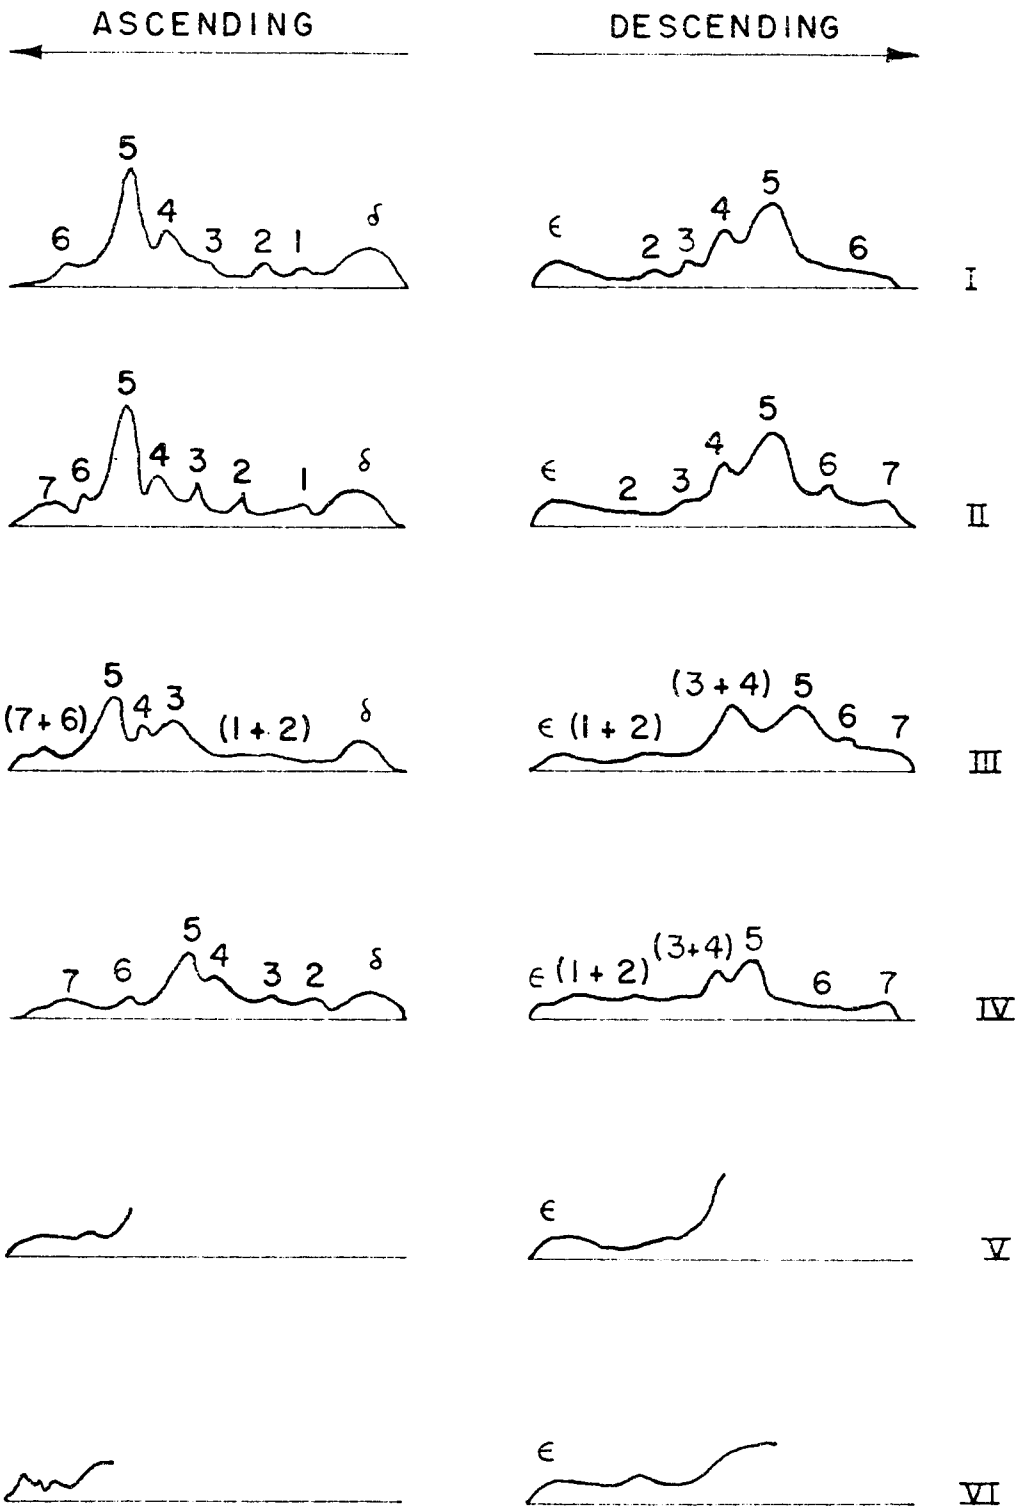 ASCENDING DESCENDING
6 5 4 3 2 1 δ ϵ 2 3 4 5 6 I
7 6 5 4 3 2 1 δ ϵ 2 3 4 5 6 7 II
(7 + 6) 5 4 3 (1 + 2) δ ϵ (1 + 2) (3 + 4) 5 6 7 III
7 6 5 4 3 2 δ ϵ (1 + 2) (3+4) 5 6 7 IV
ϵ V
ϵ VI